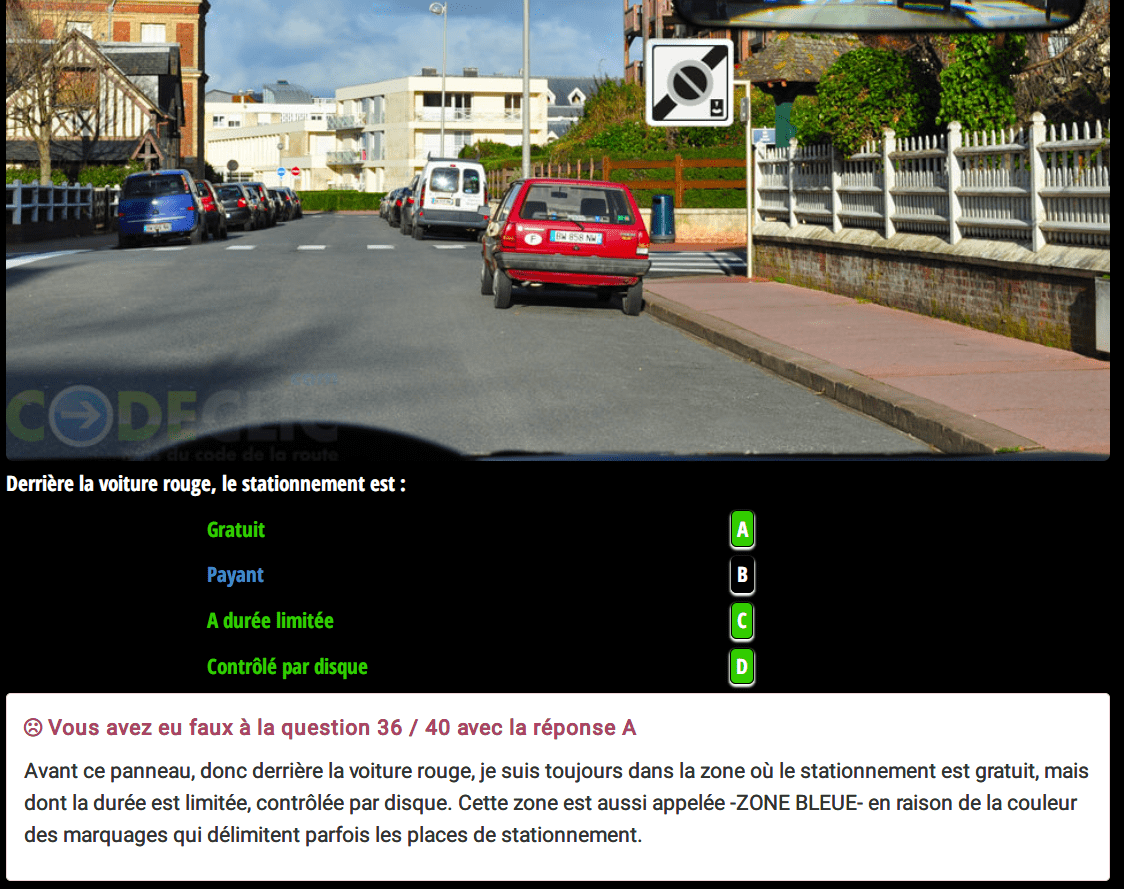 BW 858 NW
F
CODECLIC
du code de la route
Derrière la voiture rouge, le stationnement est :
Gratuit A
Payant B
A durée limitée C
Contrôlé par disque D
Vous avez eu faux à la question 36 / 40 avec la réponse A
Avant ce panneau, donc derrière la voiture rouge, je suis toujours dans la zone où le stationnement est gratuit, mais
dont la durée est limitée, contrôlée par disque. Cette zone est aussi appelée -ZONE BLEUE- en raison de la couleur
des marquages qui délimitent parfois les places de stationnement.